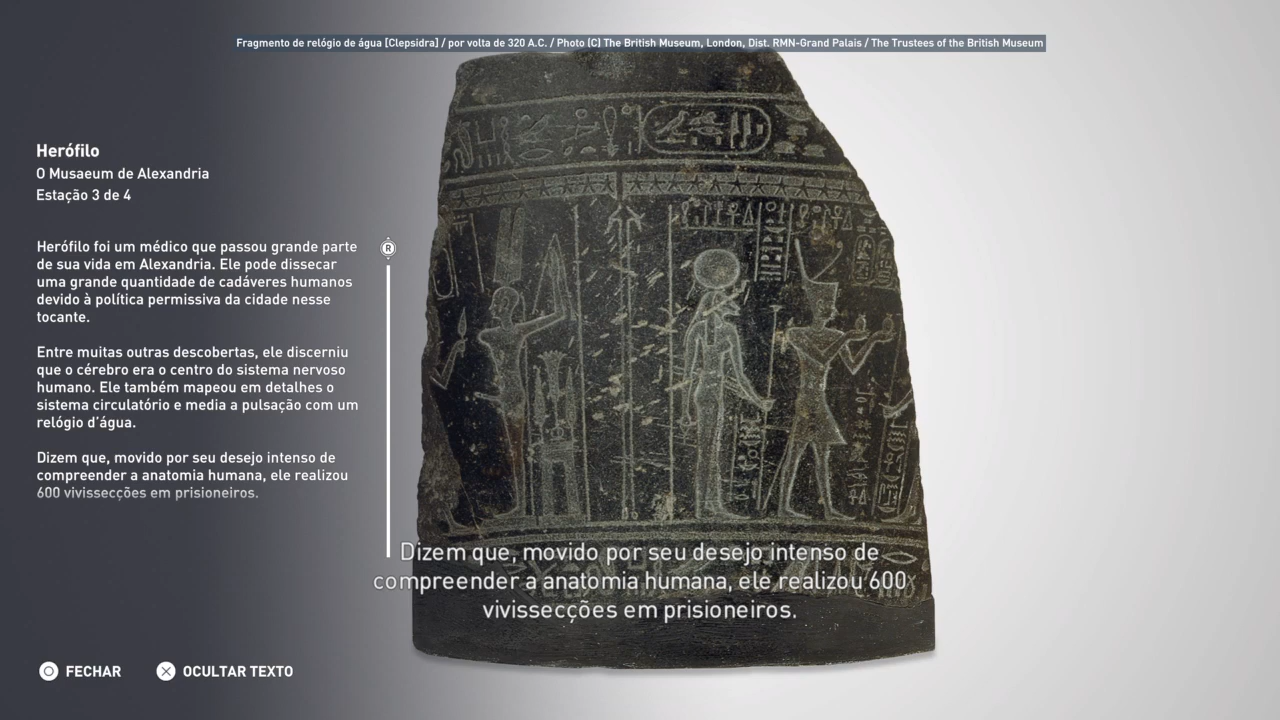 Fragmento de relógio de água [Clepsidra] / por volta de 320 A.C. / Photo (C) The British Museum, London, Dist. RMN-Grand Palais / The Trustees of the British Museum
Herófilo
O Musaeum de Alexandria
Estação 3 de 4
Herófilo foi um médico que passou grande parte
de sua vida em Alexandria. Ele pode dissecar
uma grande quantidade de cadáveres humanos
devido à política permissiva da cidade nesse
tocante.
Entre muitas outras descobertas, ele discerniu
que o cérebro era o centro do sistema nervoso
humano. Ele também mapeou em detalhes o
sistema circulatório e media a pulsação com um
relógio d'água.
Dizem que, movido por seu desejo intenso de
compreender a anatomia humana, ele realizou
600 vivissecções em prisioneiros.
R
Dizem que, movido por seu desejo intenso de
compreender a anatomia humana, ele realizou 600
vivissecções em prisioneiros.
FECHAR
OCULTAR TEXTO